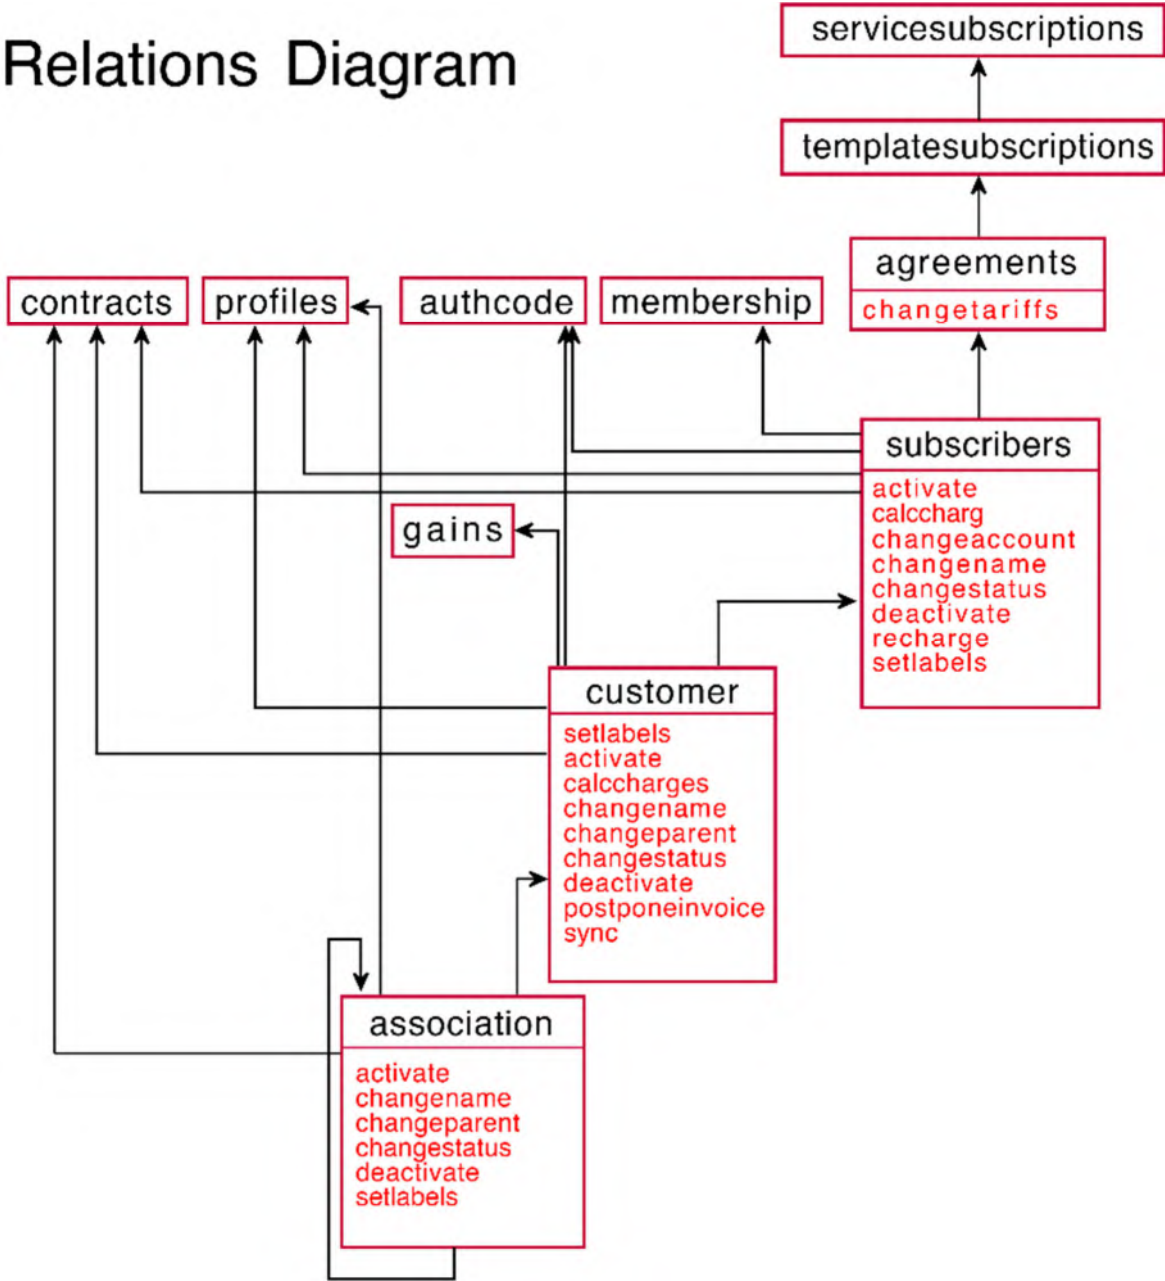 Relations Diagram
servicesubscriptions
templatesubscriptions
agreements
changetariffs
contracts
profiles
authcode
membership
subscribers
activate
calccharg
changeaccount
changename
changestatus
deactivate
recharge
setlabels
gains
customer
setlabels
activate
calccharges
changename
changeparent
changestatus
deactivate
postponeinvoice
sync
association
activate
changename
changeparent
changestatus
deactivate
setlabels